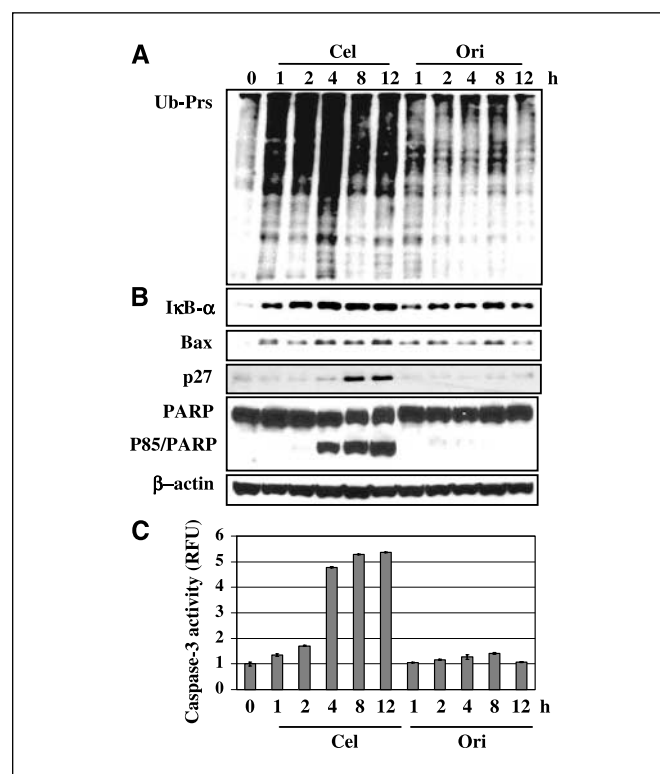 A
Cel Ori
0 1 2 4 8 12 1 2 4 8 12 h
Ub-Prs
B
IκB-α
Bax
p27
PARP
P85/PARP
β-actin
C
Caspase-3 activity (RFU)
6
5
4
3
2
1
0
0 1 2 4 8 12 1 2 4 8 12 h
Cel Ori